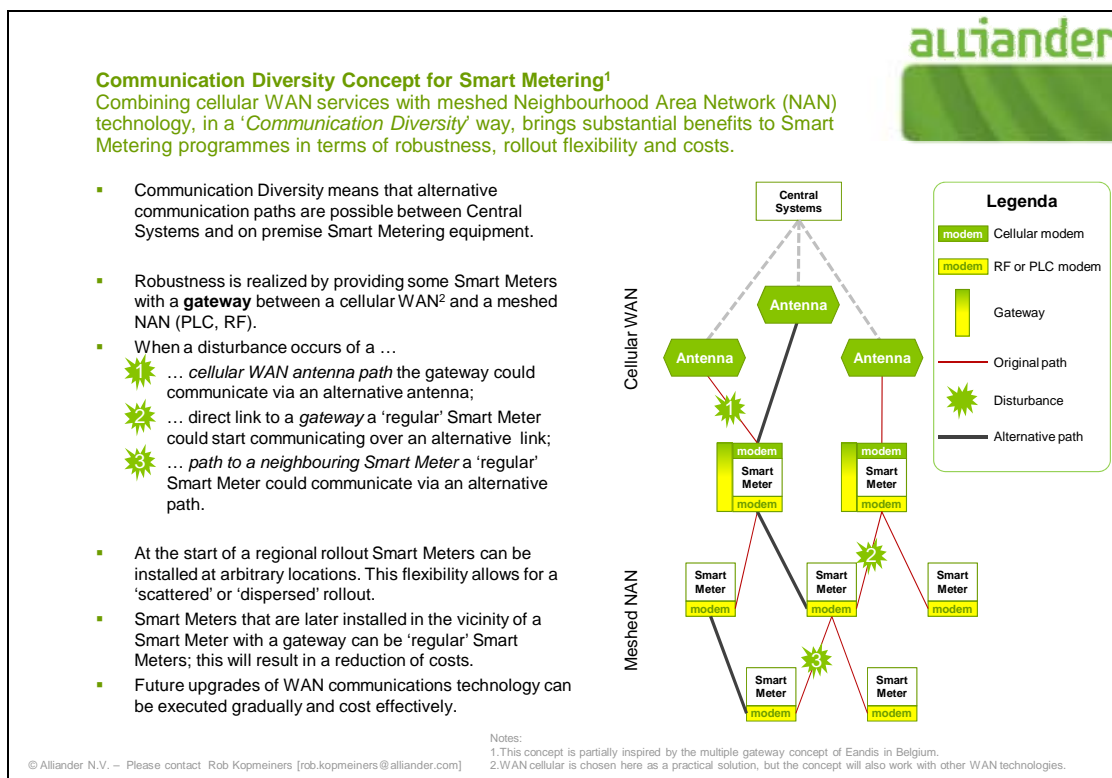 alliander
Communication Diversity Concept for Smart Metering1
Combining cellular WAN services with meshed Neighbourhood Area Network (NAN)
technology, in a ‘Communication Diversity’ way, brings substantial benefits to Smart
Metering programmes in terms of robustness, rollout flexibility and costs.
▪ Communication Diversity means that alternative
communication paths are possible between Central
Systems and on premise Smart Metering equipment.
▪ Robustness is realized by providing some Smart Meters
with a gateway between a cellular WAN2 and a meshed
NAN (PLC, RF).
▪ When a disturbance occurs of a …
1 … cellular WAN antenna path the gateway could
communicate via an alternative antenna;
2 … direct link to a gateway a ‘regular’ Smart Meter
could start communicating over an alternative link;
3 … path to a neighbouring Smart Meter a ‘regular’
Smart Meter could communicate via an alternative
path.
▪ At the start of a regional rollout Smart Meters can be
installed at arbitrary locations. This flexibility allows for a
‘scattered’ or ‘dispersed’ rollout.
▪ Smart Meters that are later installed in the vicinity of a
Smart Meter with a gateway can be ‘regular’ Smart
Meters; this will result in a reduction of costs.
▪ Future upgrades of WAN communications technology can
be executed gradually and cost effectively.
Cellular WAN
Meshed NAN
Central
Systems
Antenna
Antenna
Antenna
1
modem
Smart
Meter
modem
modem
Smart
Meter
modem
2
Smart
Meter
modem
Smart
Meter
modem
Smart
Meter
modem
3
Smart
Meter
modem
Smart
Meter
modem
Legenda
modem Cellular modem
modem RF or PLC modem
Gateway
Original path
Disturbance
Alternative path
Notes:
1.This concept is partially inspired by the multiple gateway concept of Eandis in Belgium.
2.WAN cellular is chosen here as a practical solution, but the concept will also work with other WAN technologies.
© Alliander N.V. – Please contact Rob Kopmeiners [rob.kopmeiners@alliander.com]